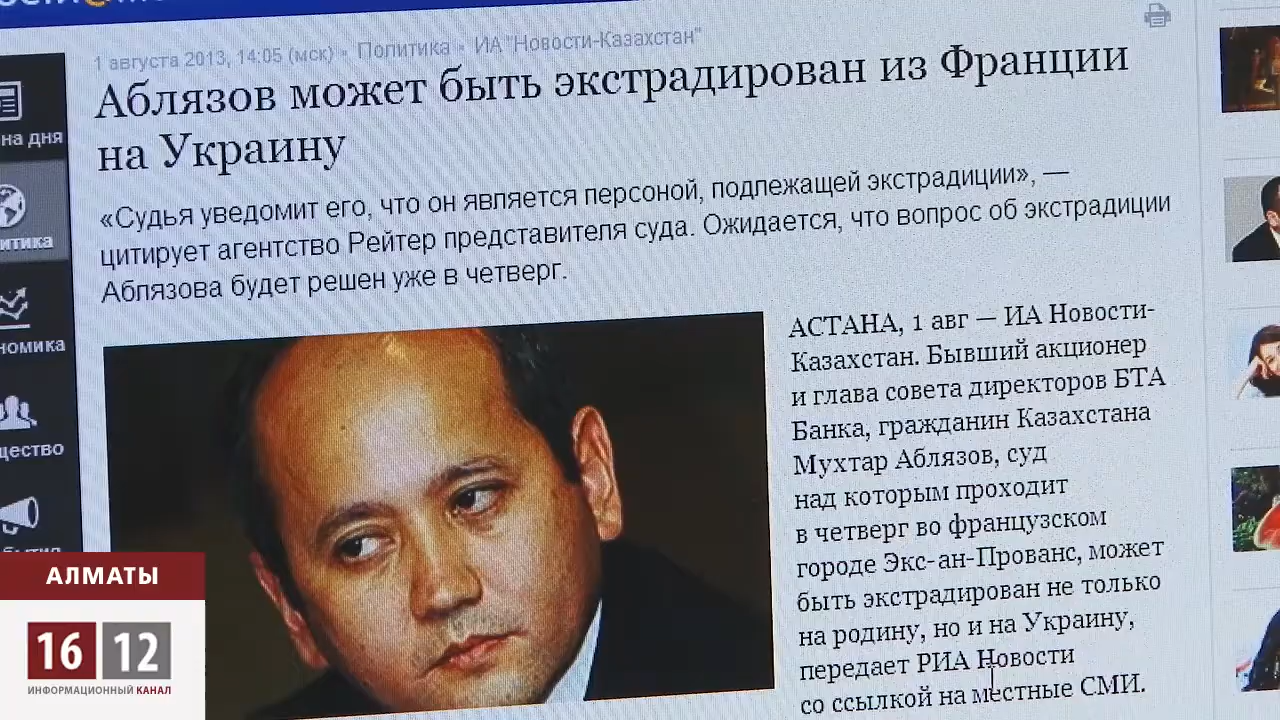 1 августа 2013, 14:05 (мск) • Политика • ИА "Новости-Казахстан"
Аблязов может быть экстрадирован из Франции
на Украину
«Судья уведомит его, что он является персоной, подлежащей экстрадиции», —
цитирует агентство Рейтер представителя суда. Ожидается, что вопрос об экстрадиции
Аблязова будет решен уже в четверг.
АСТАНА, 1 авг — ИА Новости-
Казахстан. Бывший акционер
и глава совета директоров БТА
Банка, гражданин Казахстана
Мухтар Аблязов, суд
над которым проходит
в четверг во французском
городе Экс-ан-Прованс, может
быть экстрадирован не только
на родину, но и на Украину,
передает РИА Новости
со ссылкой на местные СМИ.
на дня
итика
номика
щество
АЛМАТЫ
16 12
ИНФОРМАЦИОННЫЙ КАНАЛ